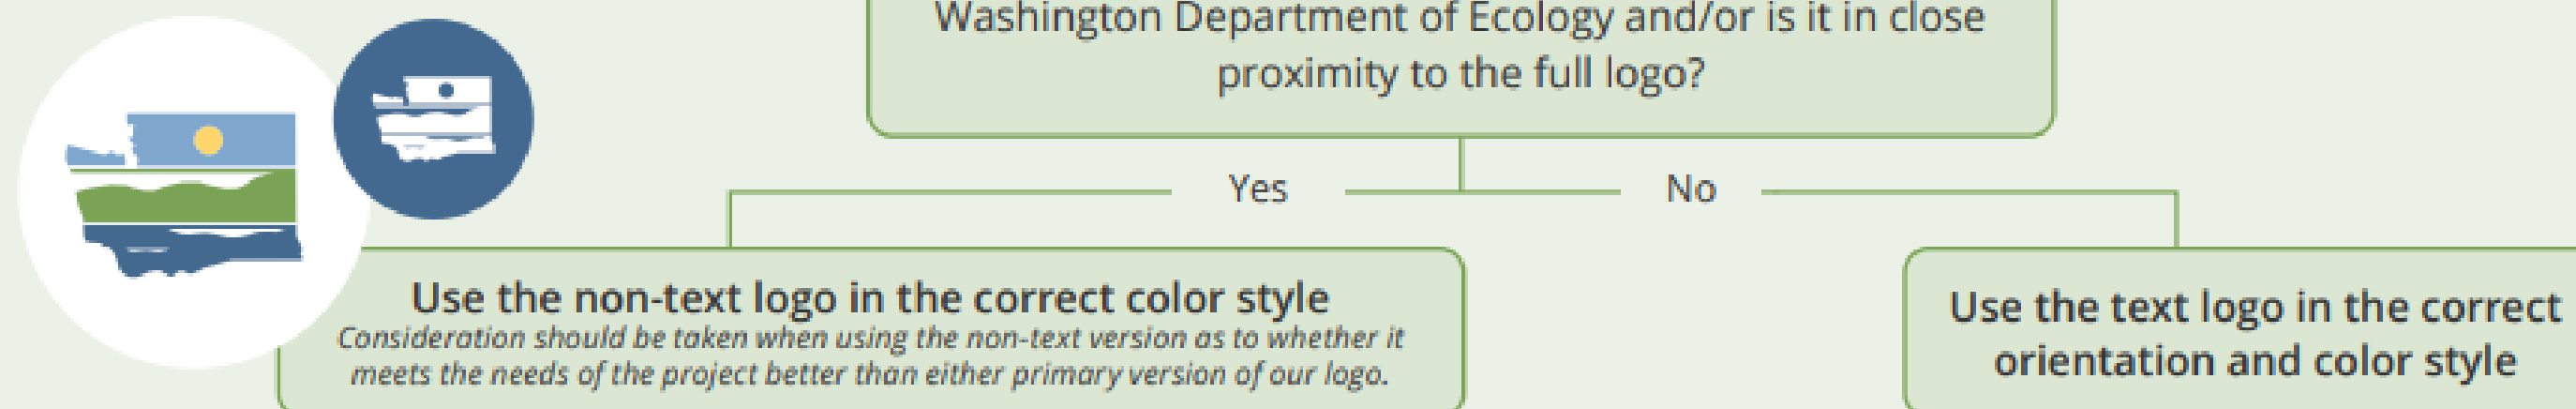 Washington Department of Ecology and/or is it in close
proximity to the full logo?
Yes
No
Use the non-text logo in the correct color style
Consideration should be taken when using the non-text version as to whether it
meets the needs of the project better than either primary version of our logo.
Use the text logo in the correct
orientation and color style